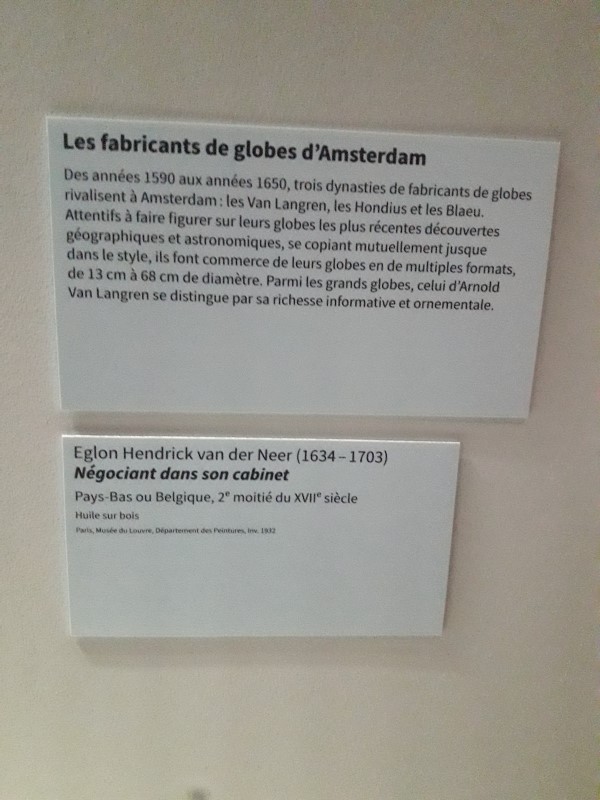 Les fabricants de globes d'Amsterdam
Des années 1590 aux années 1650, trois dynasties de fabricants de globes
rivalisent à Amsterdam : les Van Langren, les Hondius et les Blaeu.
Attentifs à faire figurer sur leurs globes les plus récentes découvertes
géographiques et astronomiques, se copiant mutuellement jusque
dans le style, ils font commerce de leurs globes en de multiples formats,
de 13 cm à 68 cm de diamètre. Parmi les grands globes, celui d'Arnold
Van Langren se distingue par sa richesse informative et ornementale.
Eglon Hendrick van der Neer (1634 – 1703)
Négociant dans son cabinet
Pays-Bas ou Belgique, 2e moitié du XVIIe siècle
Huile sur bois
Paris, Musée du Louvre, Département des Peintures, Inv. 1932